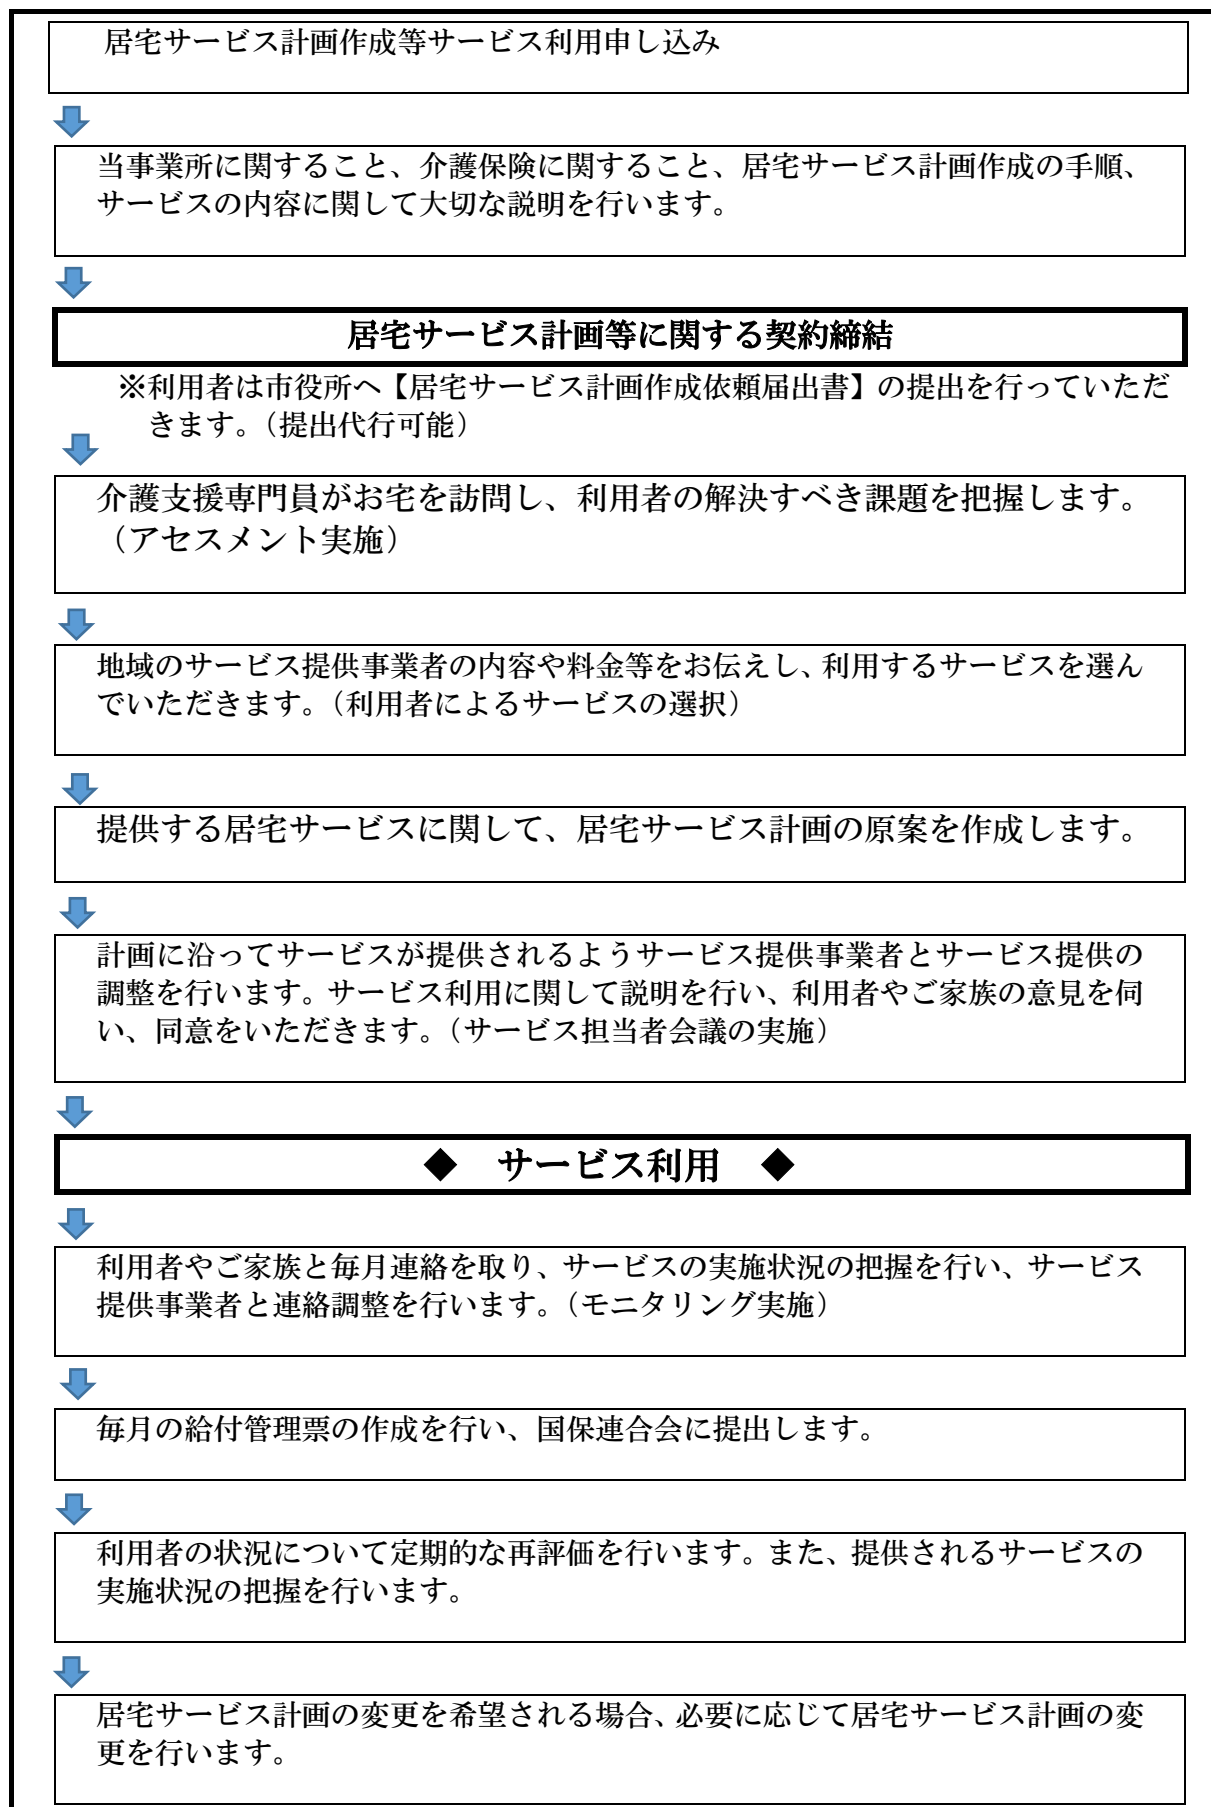 居宅サービス計画作成等サービス利用申し込み
当事業所に関すること、介護保険に関すること、居宅サービス計画作成の手順、
サービスの内容に関して大切な説明を行います。
居宅サービス計画等に関する契約締結
※利用者は市役所へ【居宅サービス計画作成依頼届出書】の提出を行っていただ
きます。（提出代行可能）
介護支援専門員がお宅を訪問し、利用者の解決すべき課題を把握します。
（アセスメント実施）
地域のサービス提供事業者の内容や料金等をお伝えし、利用するサービスを選ん
でいただきます。（利用者によるサービスの選択）
提供する居宅サービスに関して、居宅サービス計画の原案を作成します。
計画に沿ってサービスが提供されるようサービス提供事業者とサービス提供の
調整を行います。サービス利用に関して説明を行い、利用者やご家族の意見を伺
い、同意をいただきます。（サービス担当者会議の実施）
◆　サービス利用　◆
利用者やご家族と毎月連絡を取り、サービスの実施状況の把握を行い、サービス
提供事業者と連絡調整を行います。（モニタリング実施）
毎月の給付管理票の作成を行い、国保連合会に提出します。
利用者の状況について定期的な再評価を行います。また、提供されるサービスの
実施状況の把握を行います。
居宅サービス計画の変更を希望される場合、必要に応じて居宅サービス計画の変
更を行います。